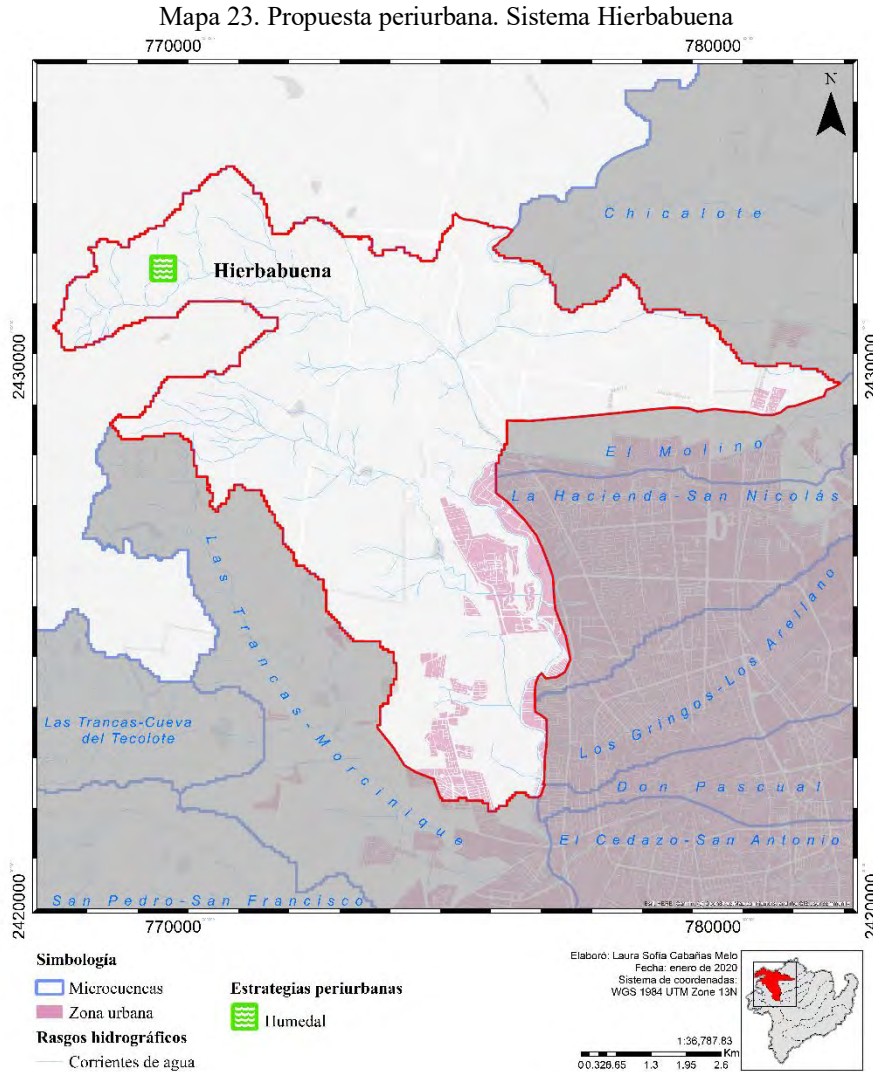 Mapa 23. Propuesta periurbana. Sistema Hierbabuena
770000
780000
N
Chicalote
Hierbabuena
2430000
2430000
El Molino
La Hacienda-San Nicolás
Las Trancas-Morcinique
Los Gringos-Los Arellano
Las Trancas-Cueva
del Tecolote
Don Pascual
El Cedazo-San Antonio
San Pedro-San Francisco
2420000
2420000
770000
780000
Simbología
Microcuencas
Zona urbana
Rasgos hidrográficos
Corrientes de agua
Estrategias periurbanas
Humedal
Elaboró: Laura Sofía Cabañas Melo
Fecha: enero de 2020
Sistema de coordenadas:
WGS 1984 UTM Zone 13N
1:36,787.83
Km
00.326.65 1.3 1.95 2.6